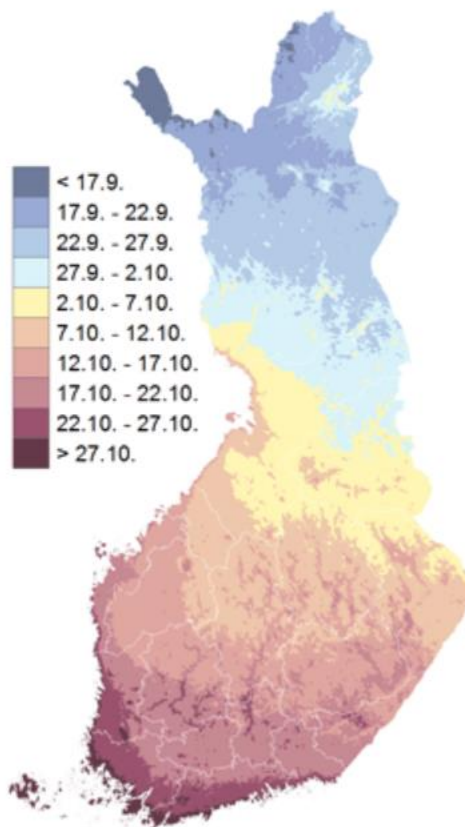 < 17.9.
17.9. - 22.9.
22.9. - 27.9.
27.9. - 2.10.
2.10. - 7.10.
7.10. - 12.10.
12.10. - 17.10.
17.10. - 22.10.
22.10. - 27.10.
> 27.10.